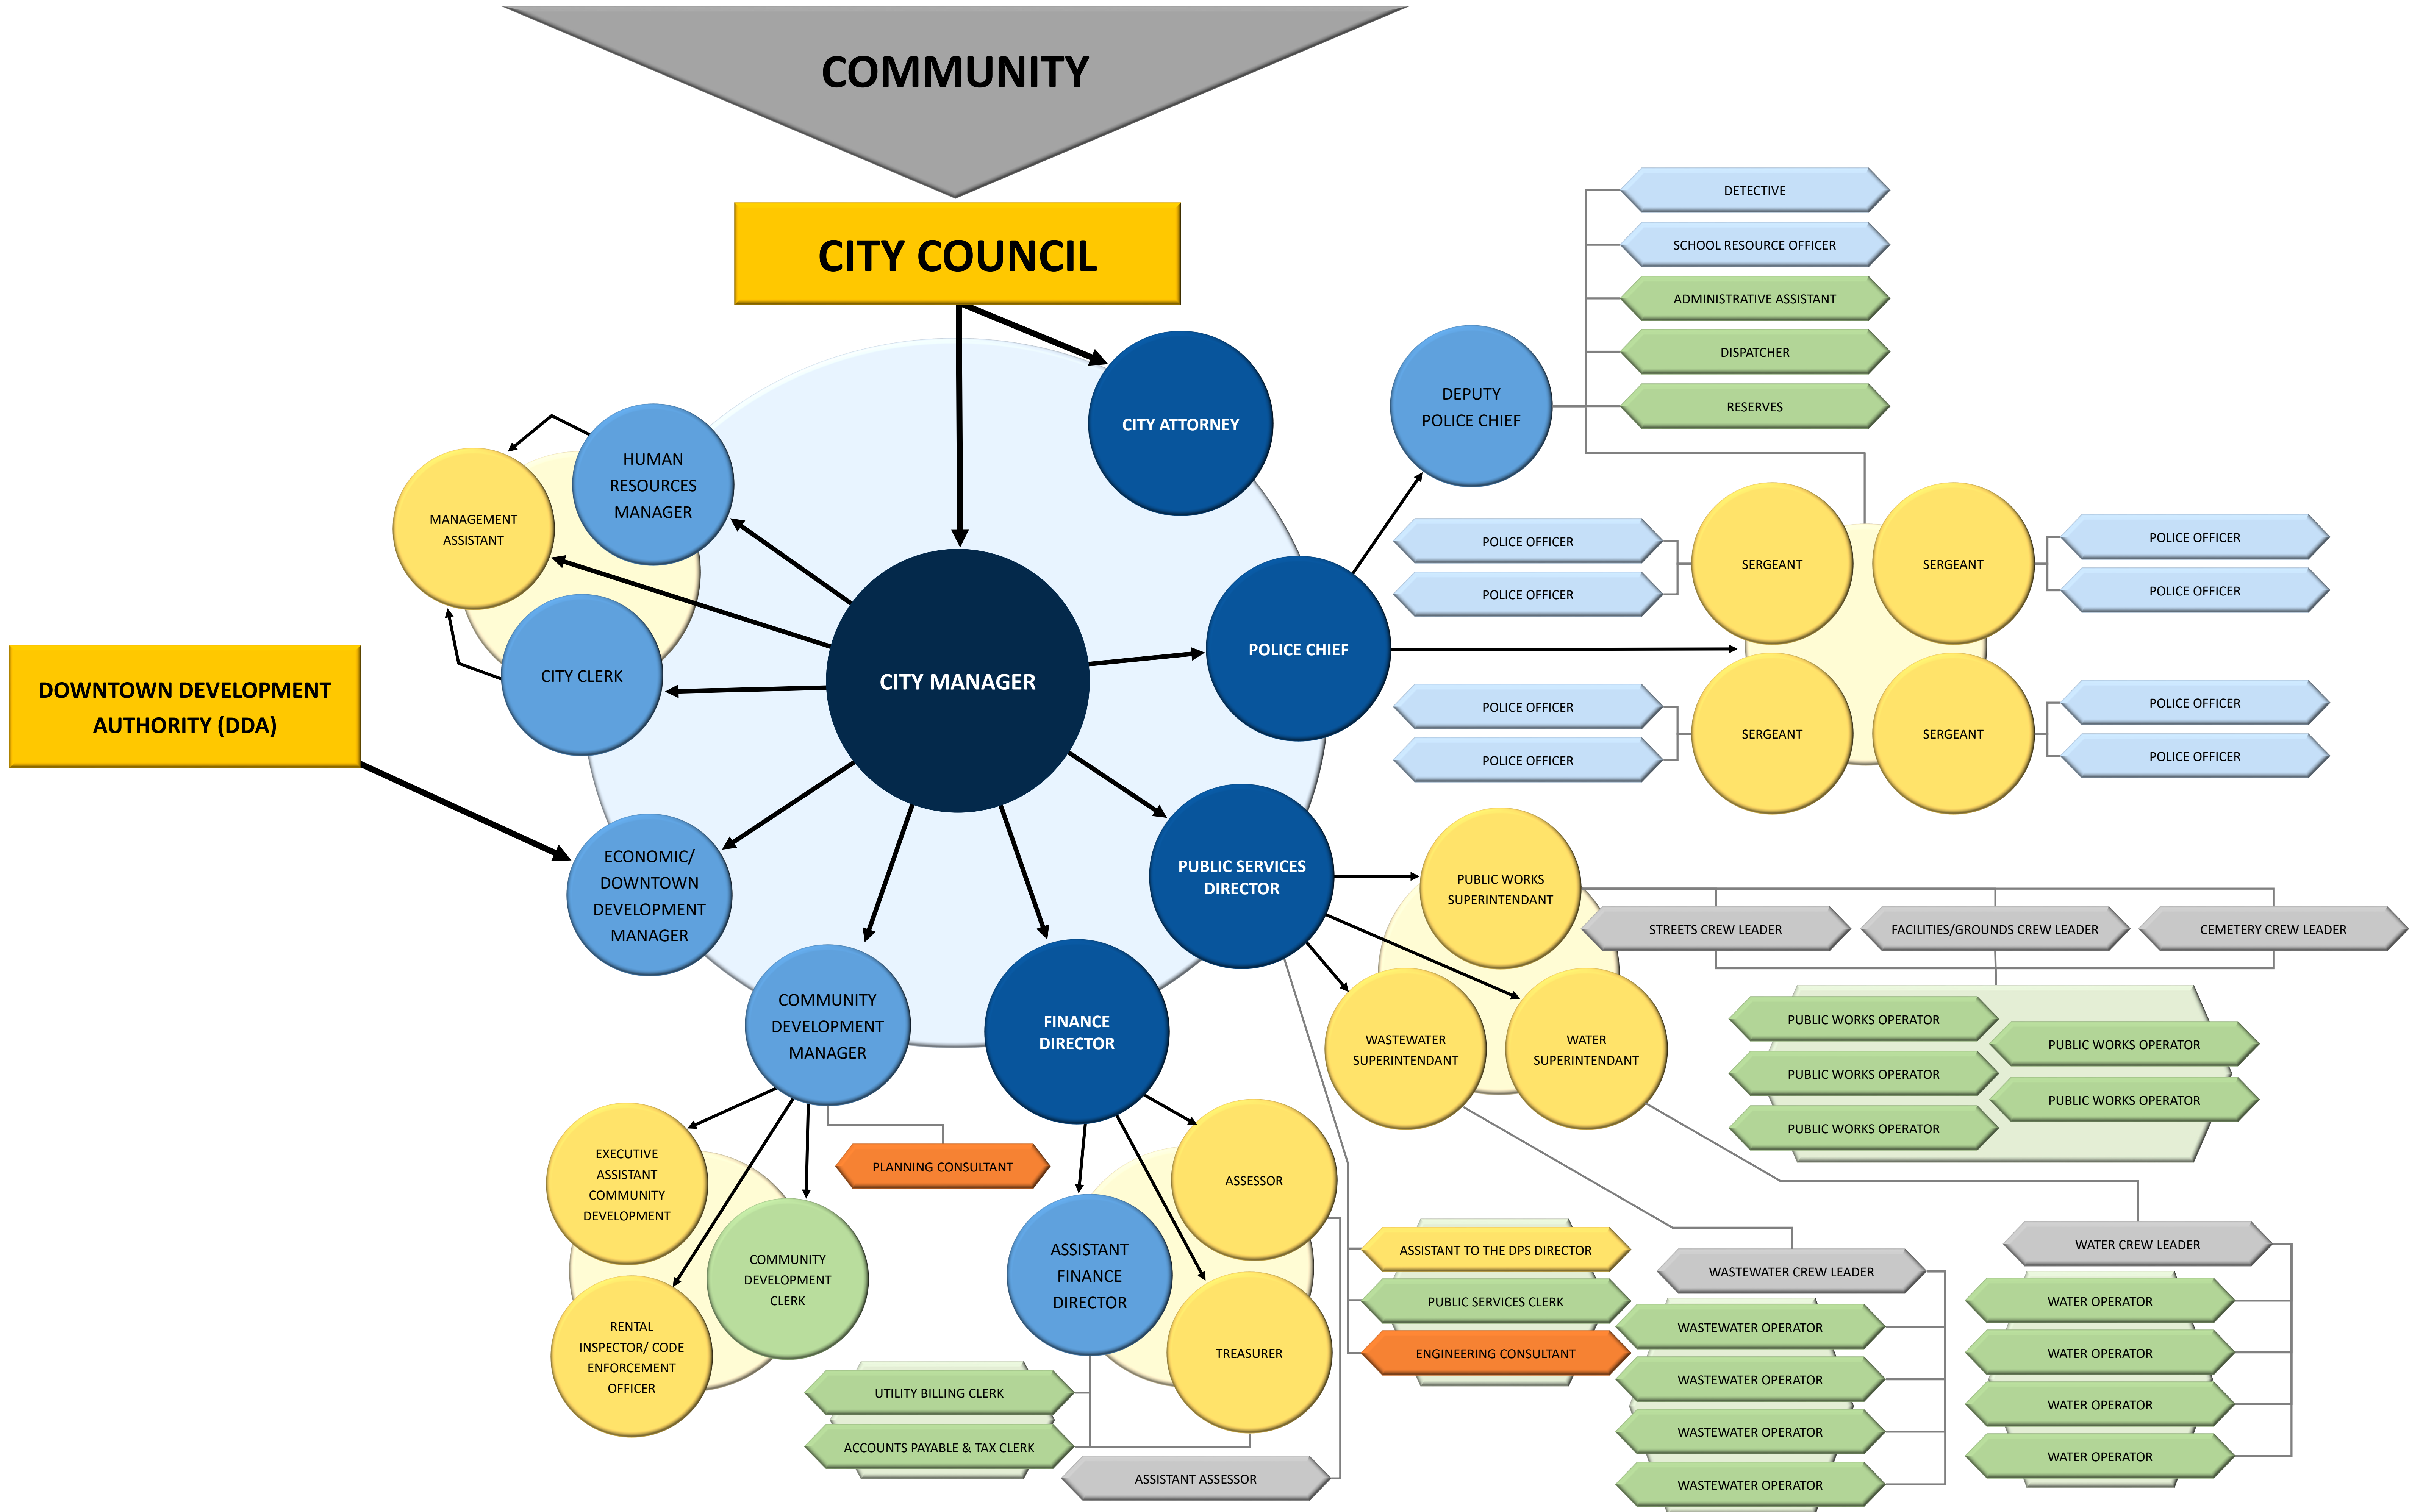 COMMUNITY
CITY COUNCIL
CITY ATTORNEY
HUMAN
RESOURCES
MANAGER
MANAGEMENT
ASSISTANT
CITY CLERK
CITY MANAGER
POLICE CHIEF
DOWNTOWN DEVELOPMENT
AUTHORITY (DDA)
ECONOMIC/
DOWNTOWN
DEVELOPMENT
MANAGER
COMMUNITY
DEVELOPMENT
MANAGER
FINANCE
DIRECTOR
PUBLIC SERVICES
DIRECTOR
DEPUTY
POLICE CHIEF
DETECTIVE
SCHOOL RESOURCE OFFICER
ADMINISTRATIVE ASSISTANT
DISPATCHER
RESERVES
POLICE OFFICER
POLICE OFFICER
SERGEANT
SERGEANT
POLICE OFFICER
POLICE OFFICER
POLICE OFFICER
POLICE OFFICER
SERGEANT
SERGEANT
POLICE OFFICER
POLICE OFFICER
PUBLIC WORKS
SUPERINTENDANT
WASTEWATER
SUPERINTENDANT
WATER
SUPERINTENDANT
STREETS CREW LEADER
FACILITIES/GROUNDS CREW LEADER
CEMETERY CREW LEADER
PUBLIC WORKS OPERATOR
PUBLIC WORKS OPERATOR
PUBLIC WORKS OPERATOR
PUBLIC WORKS OPERATOR
PUBLIC WORKS OPERATOR
EXECUTIVE
ASSISTANT
COMMUNITY
DEVELOPMENT
PLANNING CONSULTANT
COMMUNITY
DEVELOPMENT
CLERK
RENTAL
INSPECTOR/ CODE
ENFORCEMENT
OFFICER
ASSESSOR
ASSISTANT
FINANCE
DIRECTOR
TREASURER
UTILITY BILLING CLERK
ACCOUNTS PAYABLE & TAX CLERK
ASSISTANT ASSESSOR
ASSISTANT TO THE DPS DIRECTOR
PUBLIC SERVICES CLERK
ENGINEERING CONSULTANT
WASTEWATER CREW LEADER
WASTEWATER OPERATOR
WASTEWATER OPERATOR
WASTEWATER OPERATOR
WASTEWATER OPERATOR
WATER CREW LEADER
WATER OPERATOR
WATER OPERATOR
WATER OPERATOR
WATER OPERATOR